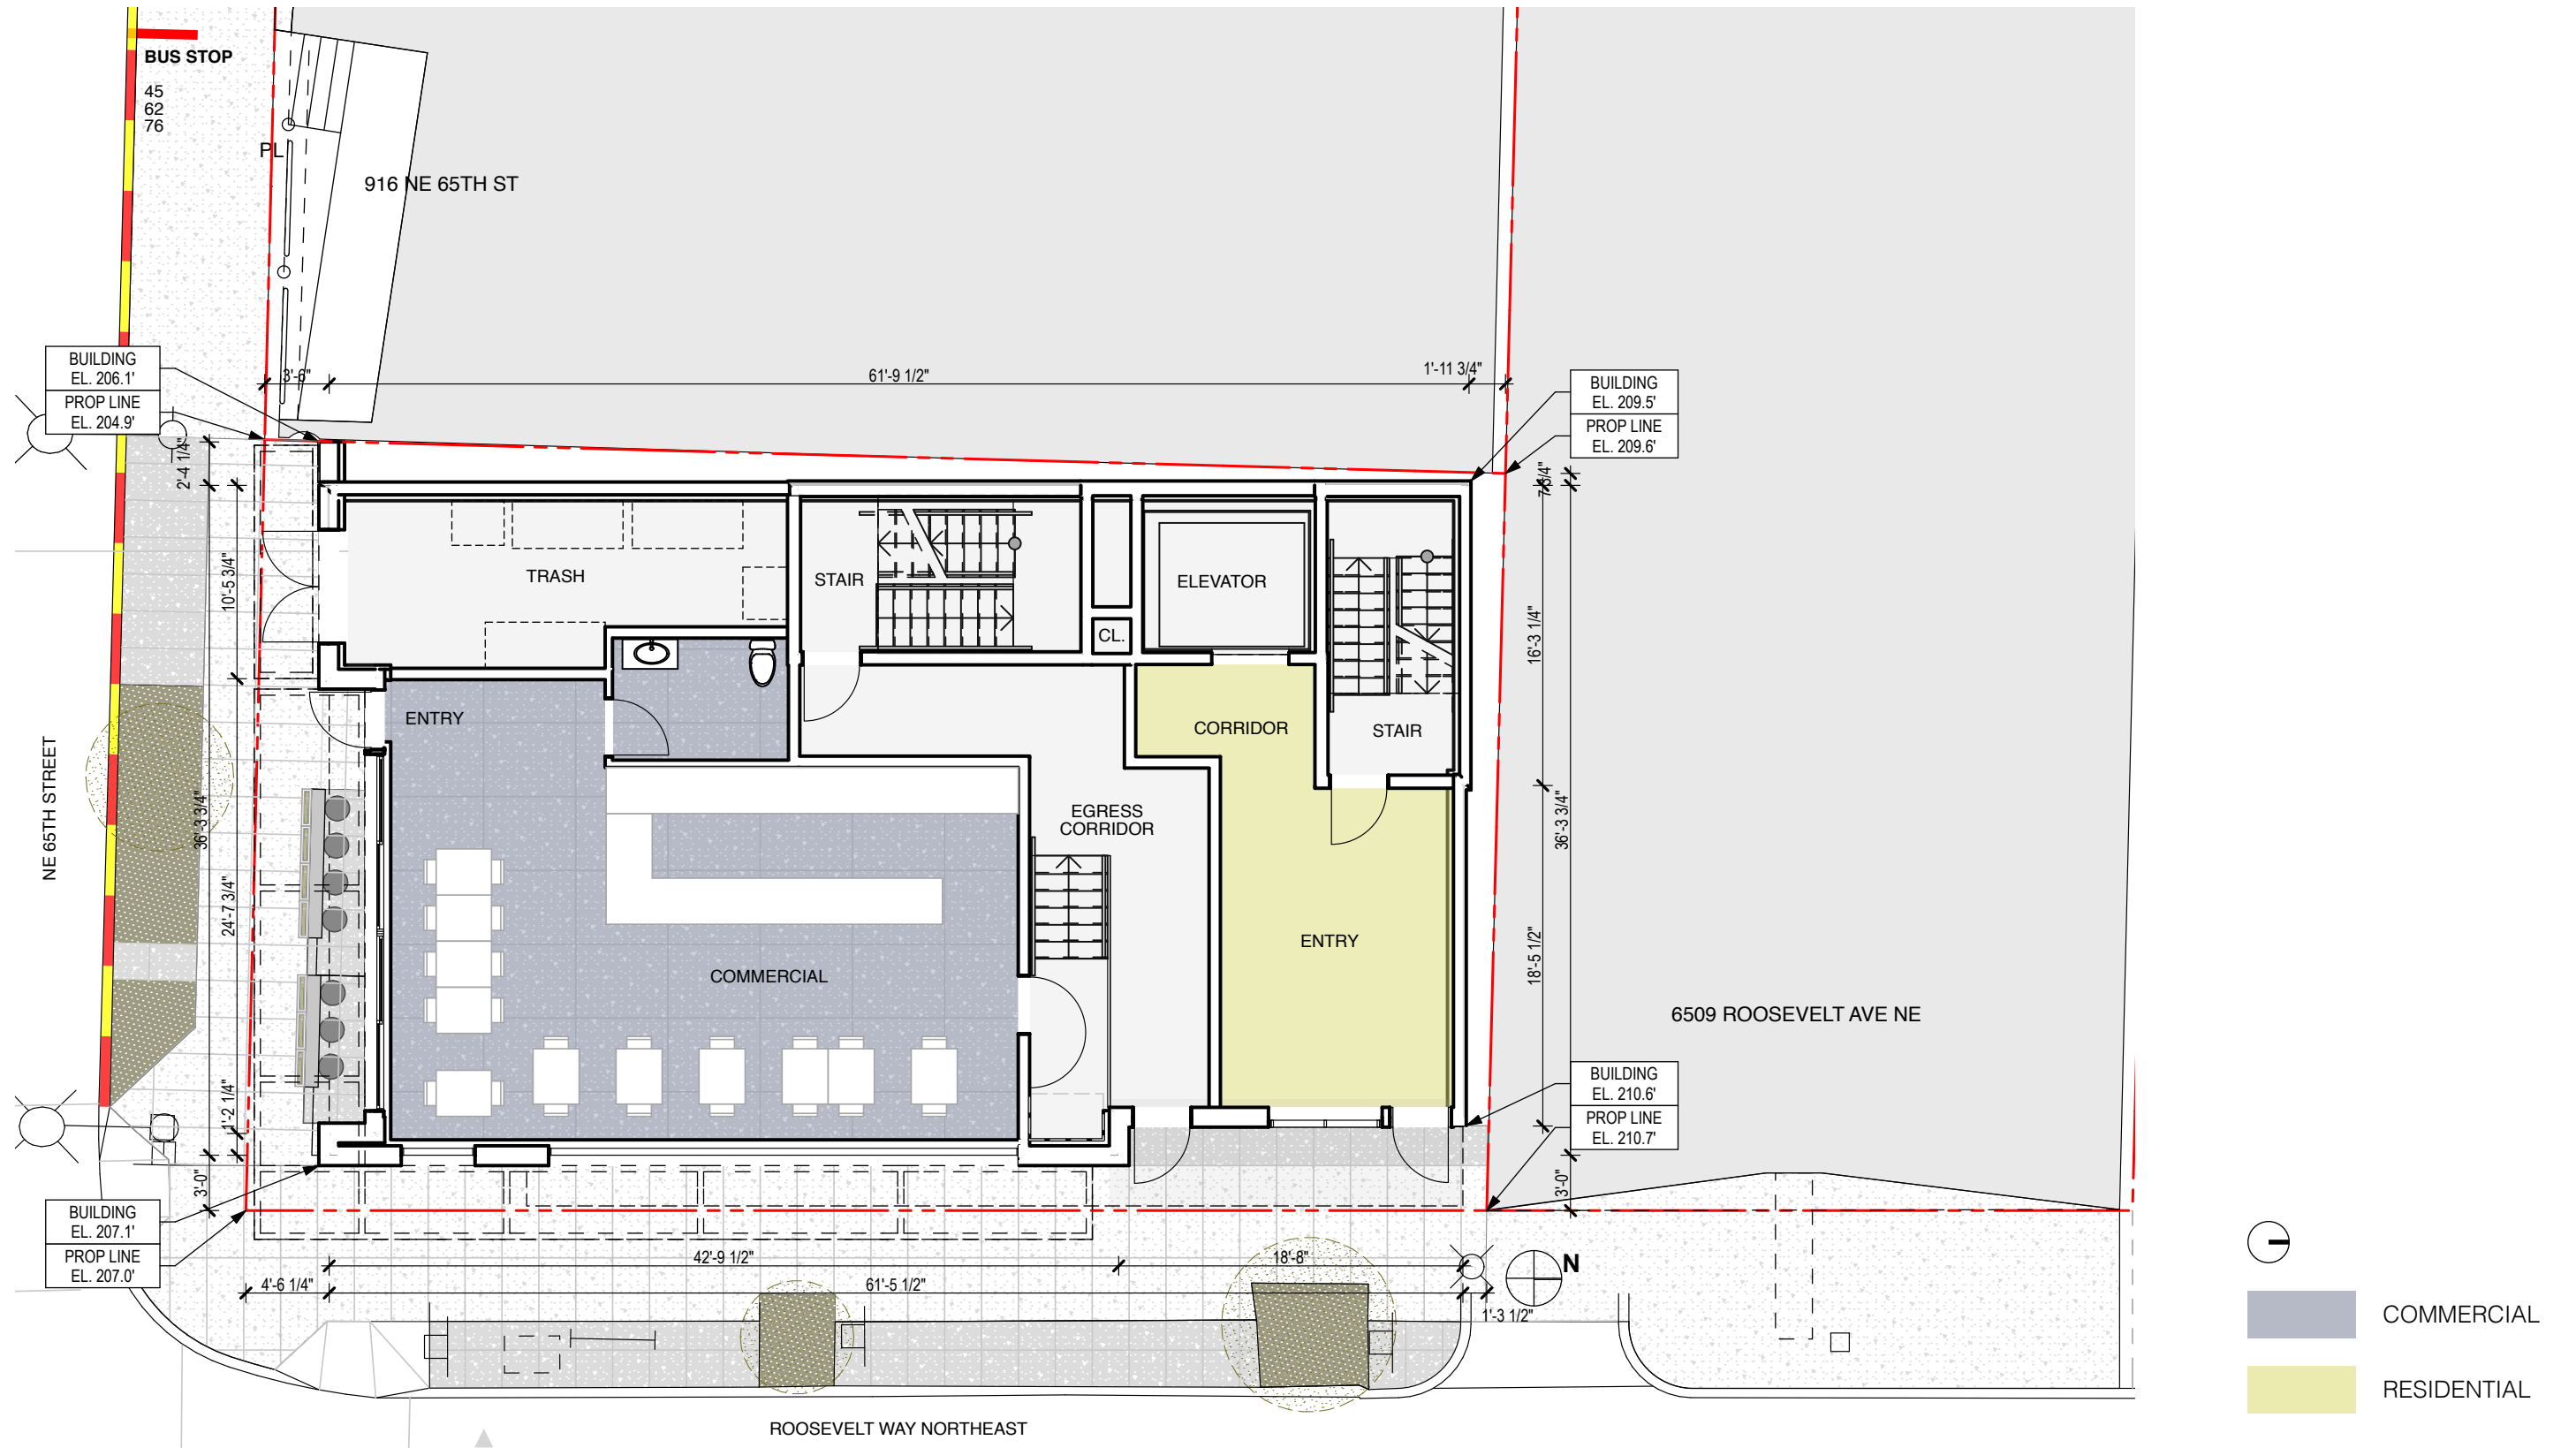 BUS STOP
45
62
76
PL
916 NE 65TH ST
BUILDING
EL. 206.1'
PROP LINE
EL. 204.9'
3'-6"
61'-9 1/2"
1'-11 3/4"
BUILDING
EL. 209.5'
PROP LINE
EL. 209.6'
2'-4 1/4"
7 3/4"
10'-5 3/4"
TRASH
STAIR
ELEVATOR
CL.
16'-3 1/4"
ENTRY
CORRIDOR
STAIR
NE 65TH STREET
36'-3 3/4"
EGRESS
CORRIDOR
36'-3 3/4"
24'-7 3/4"
ENTRY
18'-5 1/2"
COMMERCIAL
6509 ROOSEVELT AVE NE
1'-2 1/4"
BUILDING
EL. 210.6'
PROP LINE
EL. 210.7'
3'-0"
3'-0"
BUILDING
EL. 207.1'
PROP LINE
EL. 207.0'
42'-9 1/2"
18'-8"
N
4'-6 1/4"
61'-5 1/2"
1'-3 1/2"
COMMERCIAL
RESIDENTIAL
ROOSEVELT WAY NORTHEAST